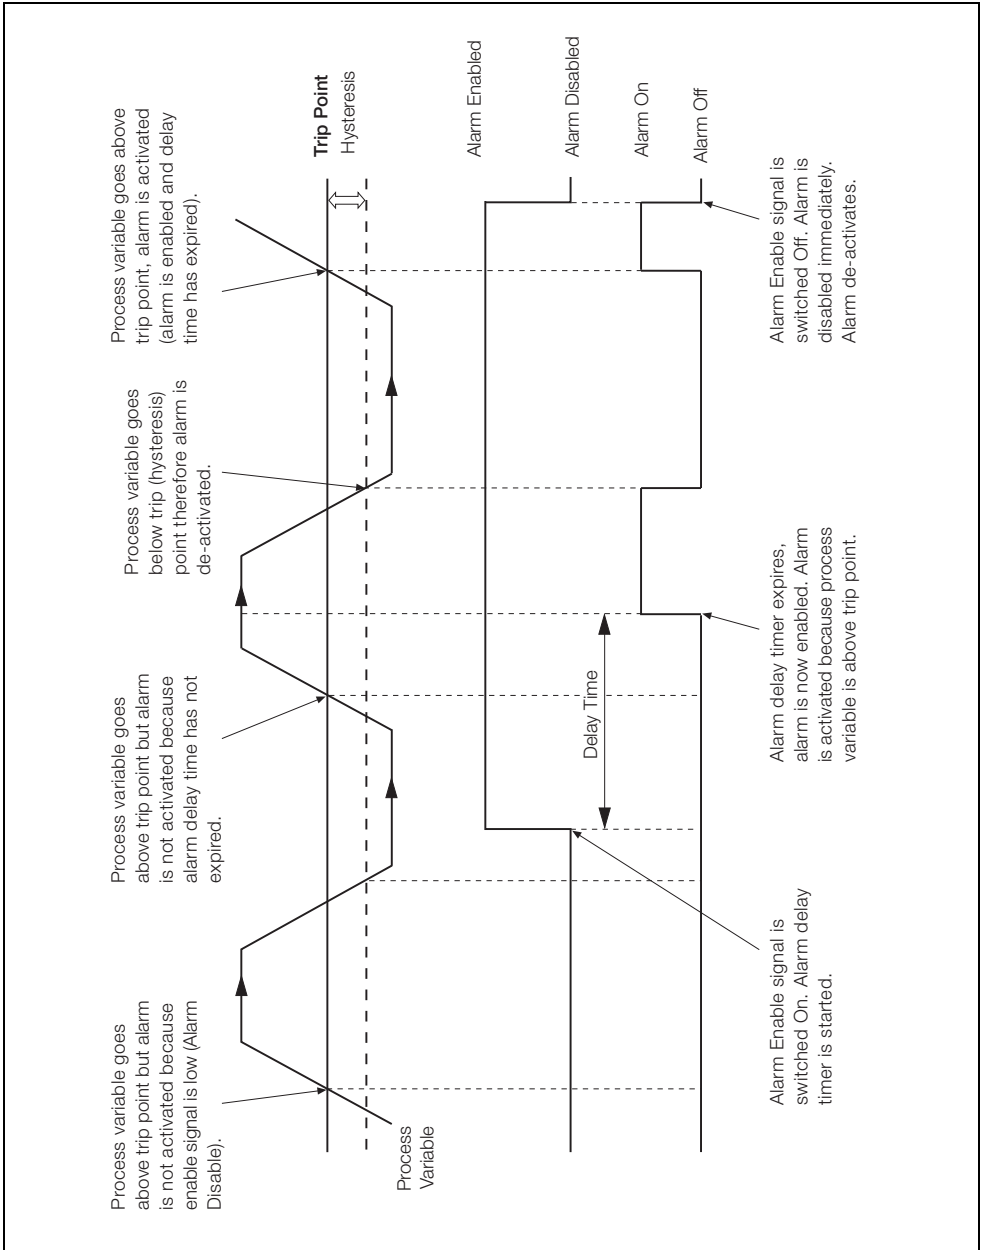 Process variable goes
above trip point but alarm
is not activated because
enable signal is low (Alarm
Disable).
Process variable goes
above trip point but alarm
is not activated because
alarm delay time has not
expired.
Process variable goes
below trip (hysteresis)
point therefore alarm is
de-activated.
Process variable goes above
trip point, alarm is activated
(alarm is enabled and delay
time has expired).
Trip Point
Hysteresis
Process
Variable
Alarm Enabled
Alarm Disabled
Delay Time
Alarm On
Alarm Off
Alarm Enable signal is
switched On. Alarm delay
timer is started.
Alarm delay timer expires,
alarm is now enabled. Alarm
is activated because process
variable is above trip point.
Alarm Enable signal is
switched Off. Alarm is
disabled immediately.
Alarm de-activates.